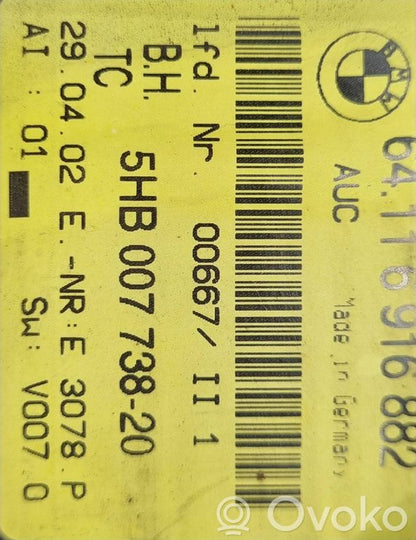 BMW
64.11 6 916 882
AUC Made in Germany
lfd. Nr. 00667/ II 1
B.H.
TC 5HB 007 738-20
29.04.02 E.-NR:E 3078.P
AI : 01 Sw: V007.0
Ovoko